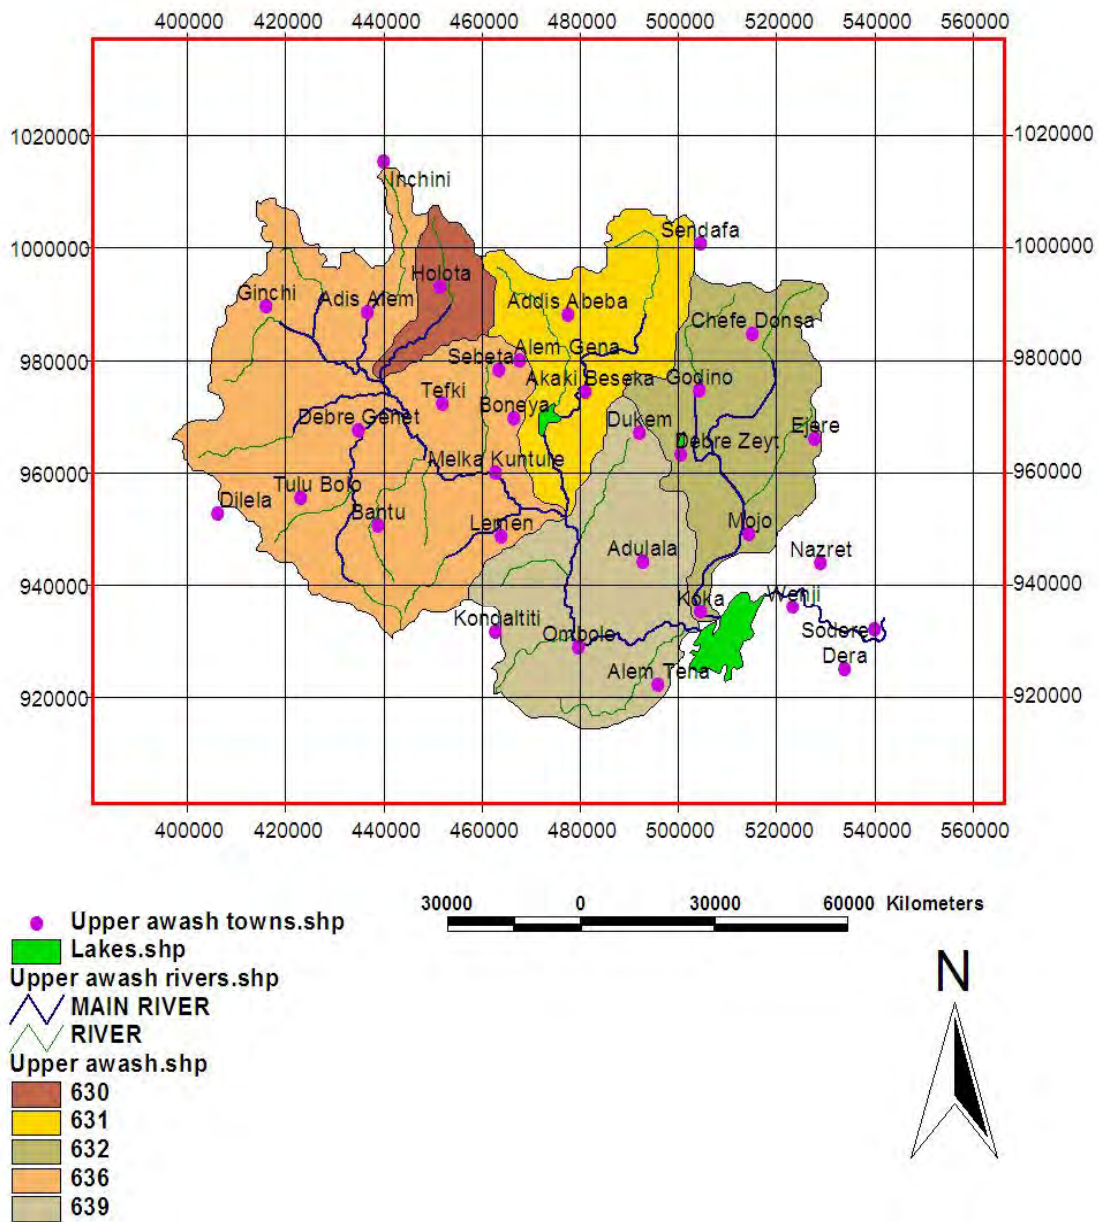 400000 420000 440000 460000 480000 500000 520000 540000 560000
1020000 1020000
Inchini
Sendafa
1000000 1000000
Holota
Ginchi Adis Alem Addis Abeba
Chefe Donsa
Alem Gena
980000 Sebeta 980000
Akaki Beseka Godino
Tefki
Debre Genet Boneya Dukem Ejere
Debre Zeyt
Melka Kunture
960000 960000
Tulu Bolo
Dilela
Bantu Lemen Mojo
Adulala Nazret
940000 940000
Koka Wenji
Kongaltiti
Ombole Sodere
Dera
Alem Tena
920000 920000
400000 420000 440000 460000 480000 500000 520000 540000 560000
30000 0 30000 60000 Kilometers
Upper awash towns.shp
Lakes.shp
Upper awash rivers.shp
MAIN RIVER
RIVER
Upper awash.shp
630
631
632
636
639
N